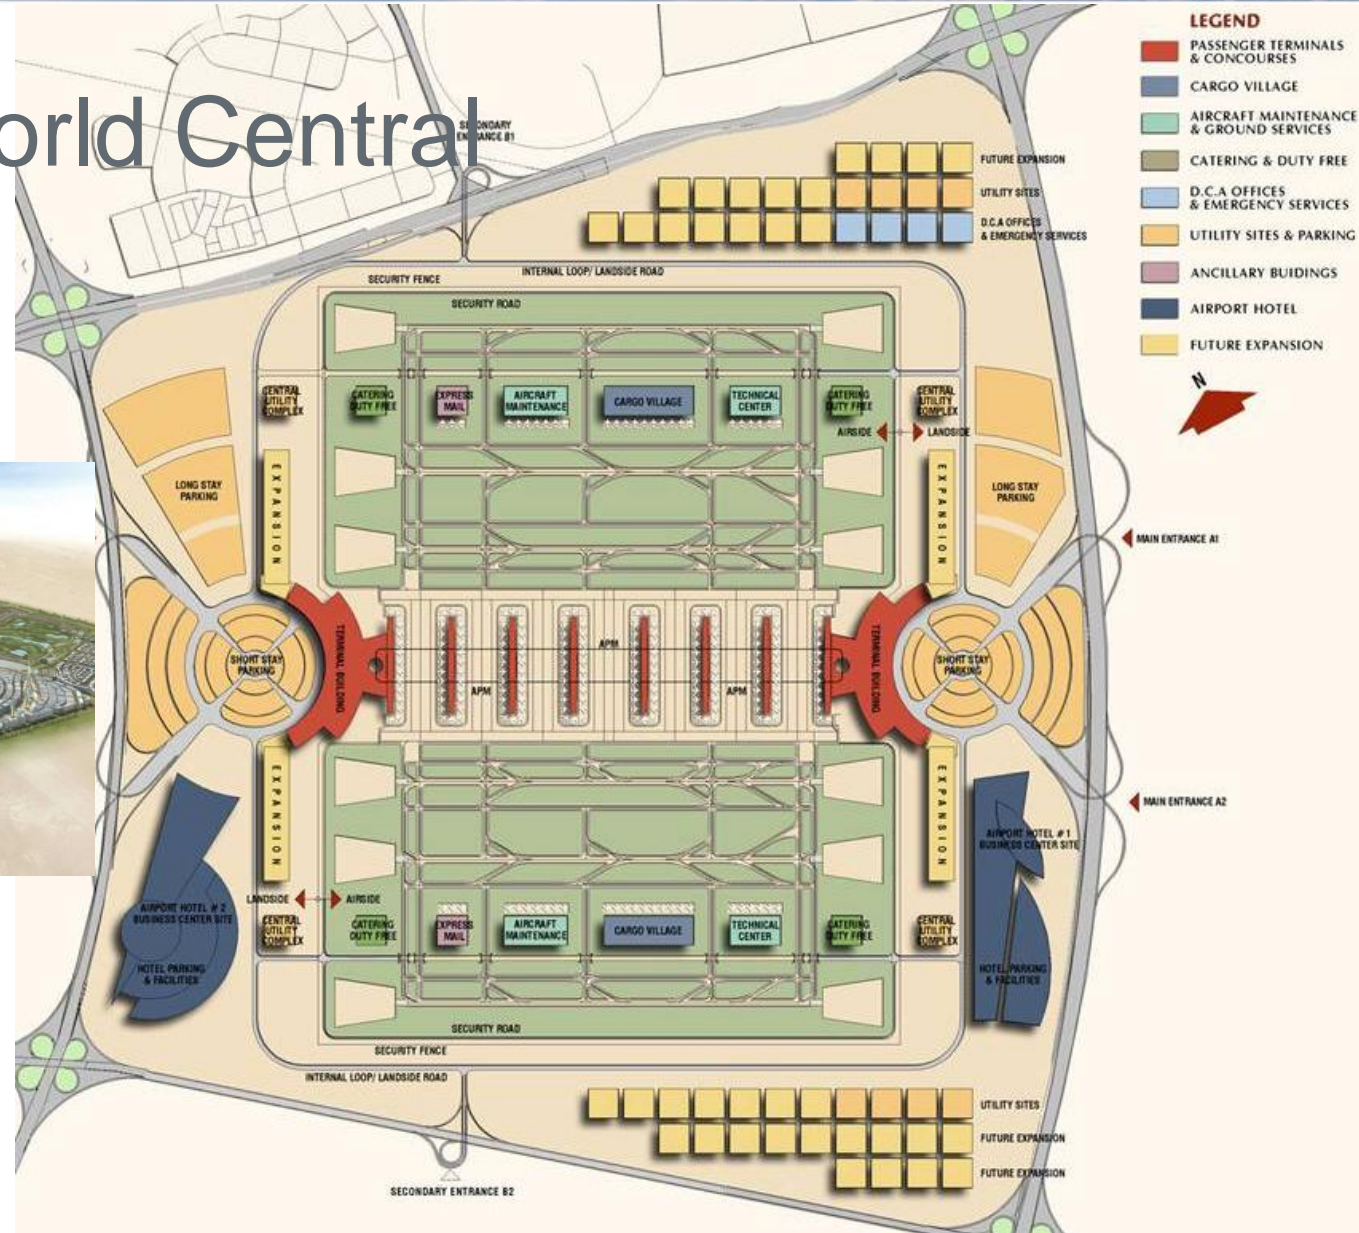 orld Central
LEGEND
PASSENGER TERMINALS
& CONCOURSES
CARGO VILLAGE
AIRCRAFT MAINTENANCE
& GROUND SERVICES
CATERING & DUTY FREE
D.C.A OFFICES
& EMERGENCY SERVICES
UTILITY SITES & PARKING
ANCILLARY BUIDINGS
AIRPORT HOTEL
FUTURE EXPANSION
N
SECONDARY
ENTRANCE B1
FUTURE EXPANSION
UTILITY SITES
D.C.A OFFICES
& EMERGENCY SERVICES
INTERNAL LOOP/ LANDSIDE ROAD
SECURITY FENCE
SECURITY ROAD
CENTRAL
UTILITY
COMPLEX
CATERING
DUTY FREE
EXPRESS
MAIL
AIRCRAFT
MAINTENANCE
CARGO VILLAGE
TECHNICAL
CENTER
CATERING
DUTY FREE
CENTRAL
UTILITY
COMPLEX
AIRSIDE
LANDSIDE
LONG STAY
PARKING
EXPANSION
EXPANSION
LONG STAY
PARKING
MAIN ENTRANCE A1
SHORT STAY
PARKING
TERMINAL BUILDING
APM
APM
APM
TERMINAL BUILDING
SHORT STAY
PARKING
MAIN ENTRANCE A2
EXPANSION
EXPANSION
AIRPORT HOTEL # 1
BUSINESS CENTER SITE
LANDSIDE
AIRSIDE
AIRPORT HOTEL # 2
BUSINESS CENTER SITE
CENTRAL
UTILITY
COMPLEX
CATERING
DUTY FREE
EXPRESS
MAIL
AIRCRAFT
MAINTENANCE
CARGO VILLAGE
TECHNICAL
CENTER
CATERING
DUTY FREE
CENTRAL
UTILITY
COMPLEX
HOTEL PARKING
& FACILITIES
HOTEL PARKING
& FACILITIES
SECURITY ROAD
SECURITY FENCE
INTERNAL LOOP/ LANDSIDE ROAD
UTILITY SITES
FUTURE EXPANSION
FUTURE EXPANSION
SECONDARY ENTRANCE B2